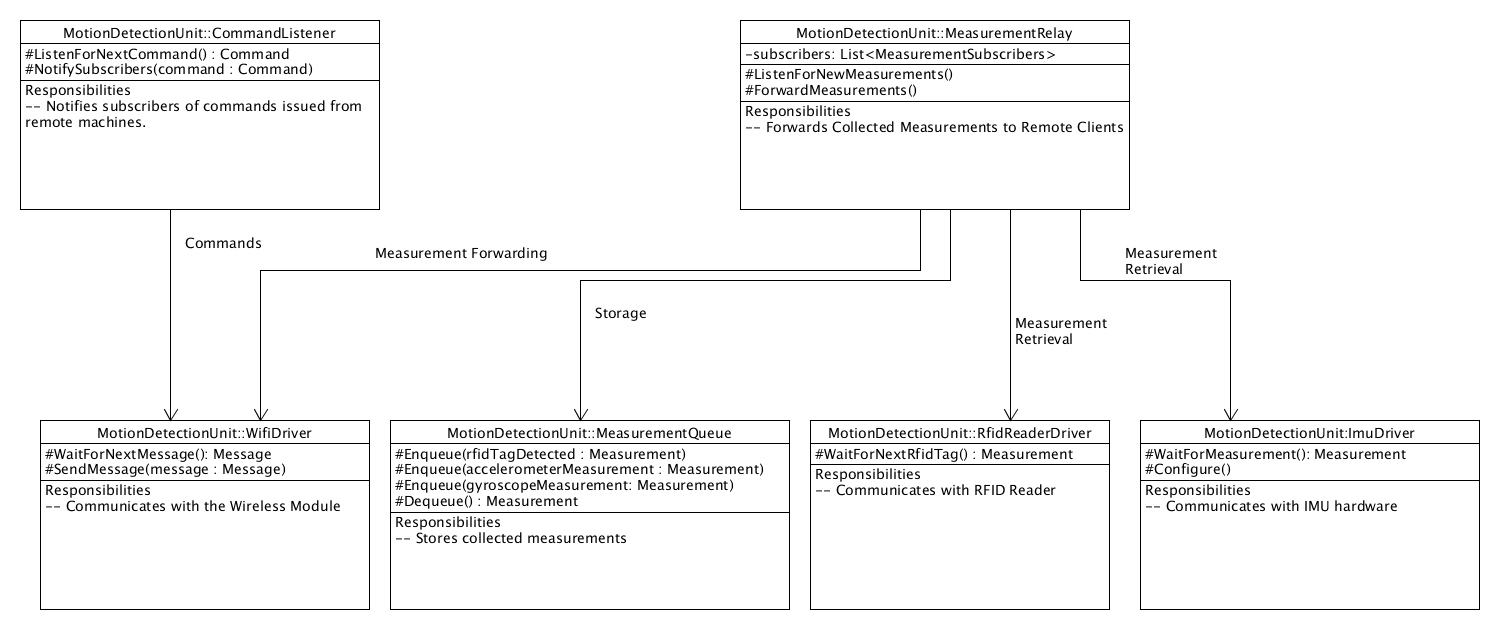 MotionDetectionUnit::CommandListener
#ListenForNextCommand() : Command
#NotifySubscribers(command : Command)
Responsibilities
-- Notifies subscribers of commands issued from
remote machines.
MotionDetectionUnit::MeasurementRelay
-subscribers: List<MeasurementSubscribers>
#ListenForNewMeasurements()
#ForwardMeasurements()
Responsibilities
-- Forwards Collected Measurements to Remote Clients
Commands
Measurement Forwarding
Storage
Measurement
Retrieval
Measurement
Retrieval
MotionDetectionUnit::WifiDriver
#WaitForNextMessage(): Message
#SendMessage(message : Message)
Responsibilities
-- Communicates with the Wireless Module
MotionDetectionUnit::MeasurementQueue
#Enqueue(rfidTagDetected : Measurement)
#Enqueue(accelerometerMeasurement : Measurement)
#Enqueue(gyroscopeMeasurement: Measurement)
#Dequeue() : Measurement
Responsibilities
-- Stores collected measurements
MotionDetectionUnit::RfidReaderDriver
#WaitForNextRfidTag() : Measurement
Responsibilities
-- Communicates with RFID Reader
MotionDetectionUnit:ImuDriver
#WaitForMeasurement(): Measurement
#Configure()
Responsibilities
-- Communicates with IMU hardware